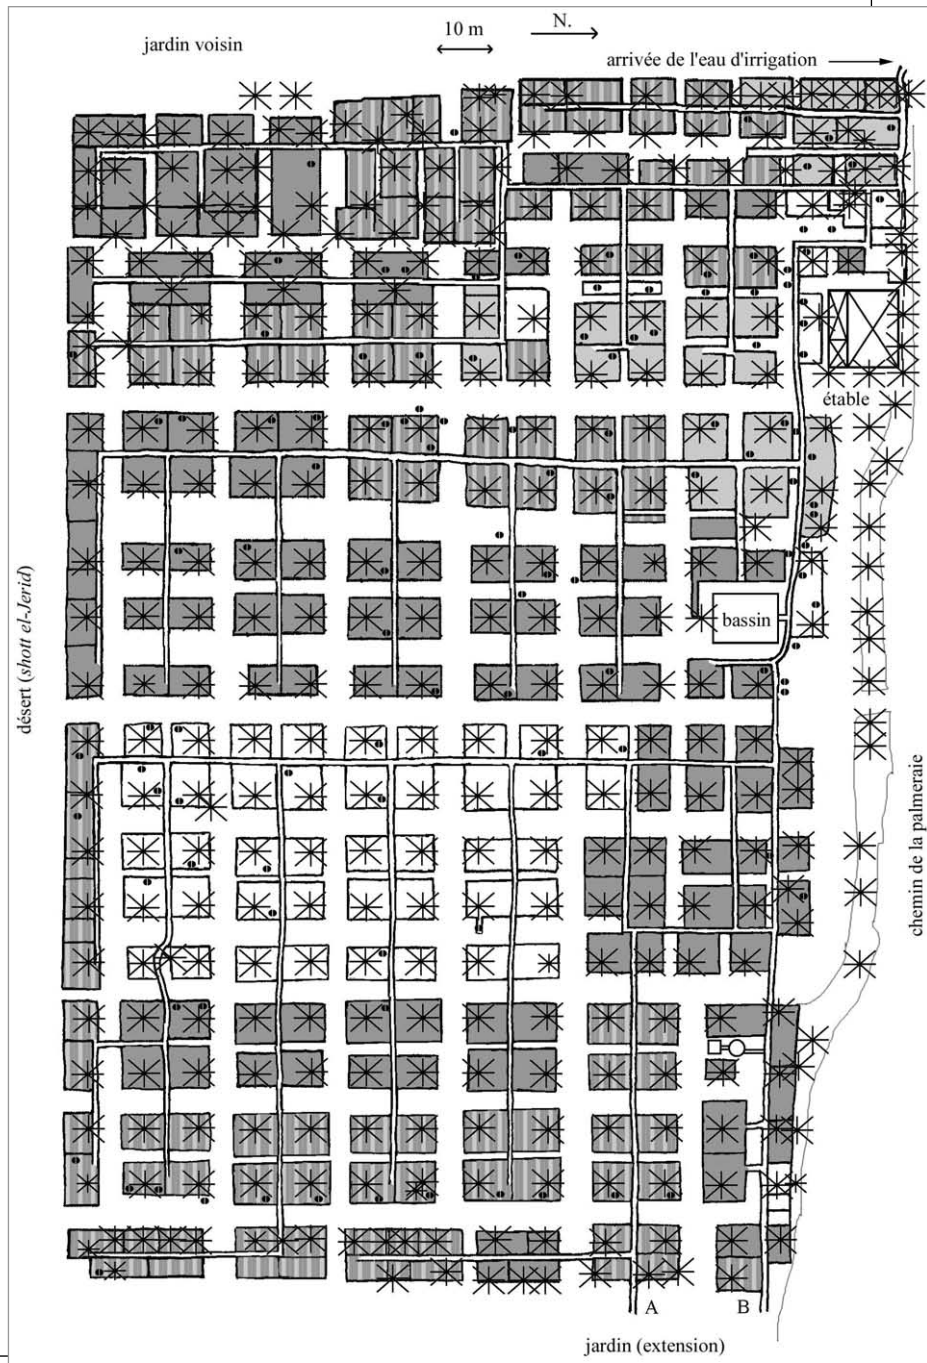 jardin voisin
10 m
N.
arrivée de l'eau d'irrigation
étable
désert (shott el-Jerid)
bassin
chemin de la palmeraie
A
B
jardin (extension)